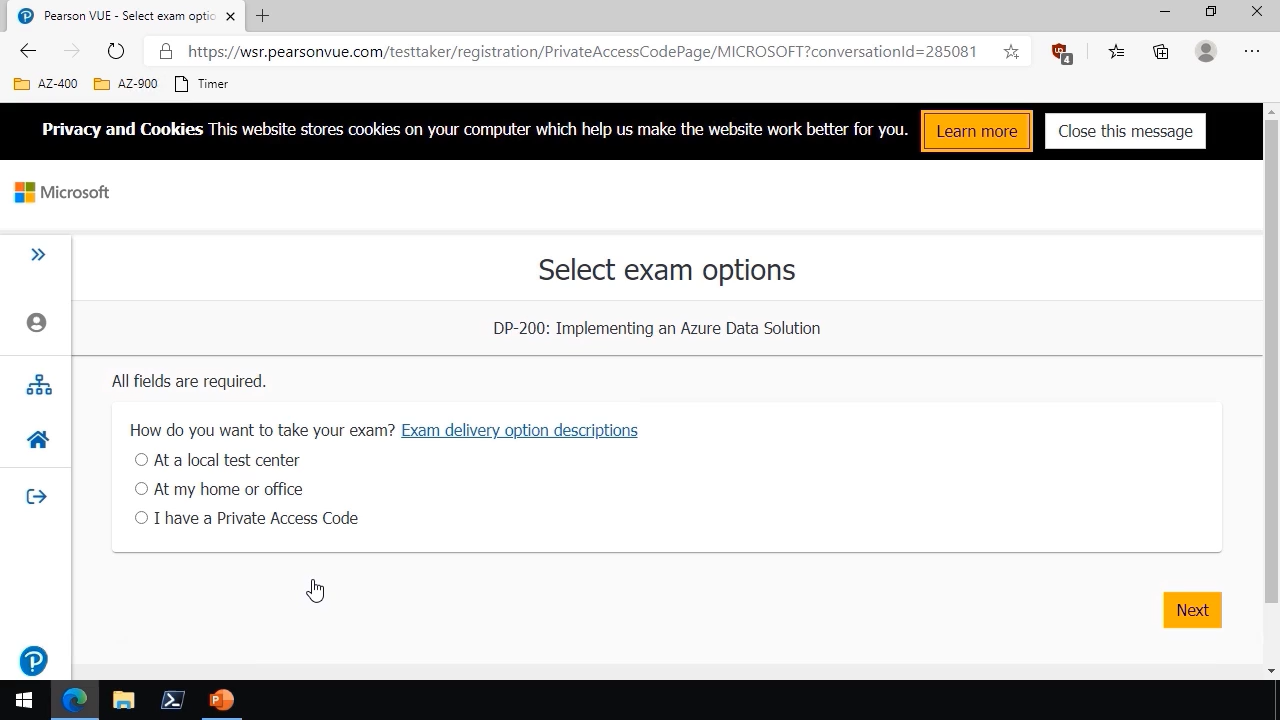 Pearson VUE - Select exam optio
https://wsr.pearsonvue.com/testtaker/registration/PrivateAccessCodePage/MICROSOFT?conversationId=285081
4
AZ-400 AZ-900 Timer
Privacy and Cookies This website stores cookies on your computer which help us make the website work better for you. Learn more Close this message
Microsoft
Select exam options
DP-200: Implementing an Azure Data Solution
All fields are required.
How do you want to take your exam? Exam delivery option descriptions
At a local test center
At my home or office
I have a Private Access Code
Next